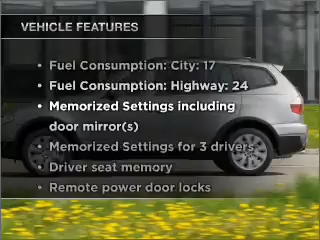 VEHICLE FEATURES
• Fuel Consumption: City: 17
• Fuel Consumption: Highway: 24
• Memorized Settings including
door mirror(s)
• Memorized Settings for 3 drivers
• Driver seat memory
• Remote power door locks